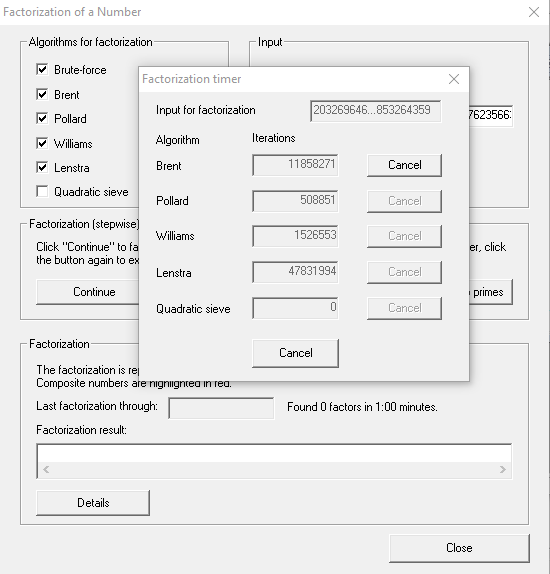 Factorization of a Number
Algorithms for factorization
Input
Brute-force
Brent
Pollard
Williams
Lenstra
Quadratic sieve
Factorization timer
Input for factorization
203269646...853264359
Algorithm
Iterations
Brent
11858271
Cancel
Pollard
508851
Cancel
Williams
1526553
Cancel
Lenstra
47831994
Cancel
Quadratic sieve
0
Cancel
Cancel
Factorization (stepwise)
Click "Continue" to fa
er, click
the button again to ex
Continue
primes
Factorization
The factorization is re
Composite numbers are highlighted in red.
Last factorization through:
Found 0 factors in 1:00 minutes.
Factorization result:
Details
Close